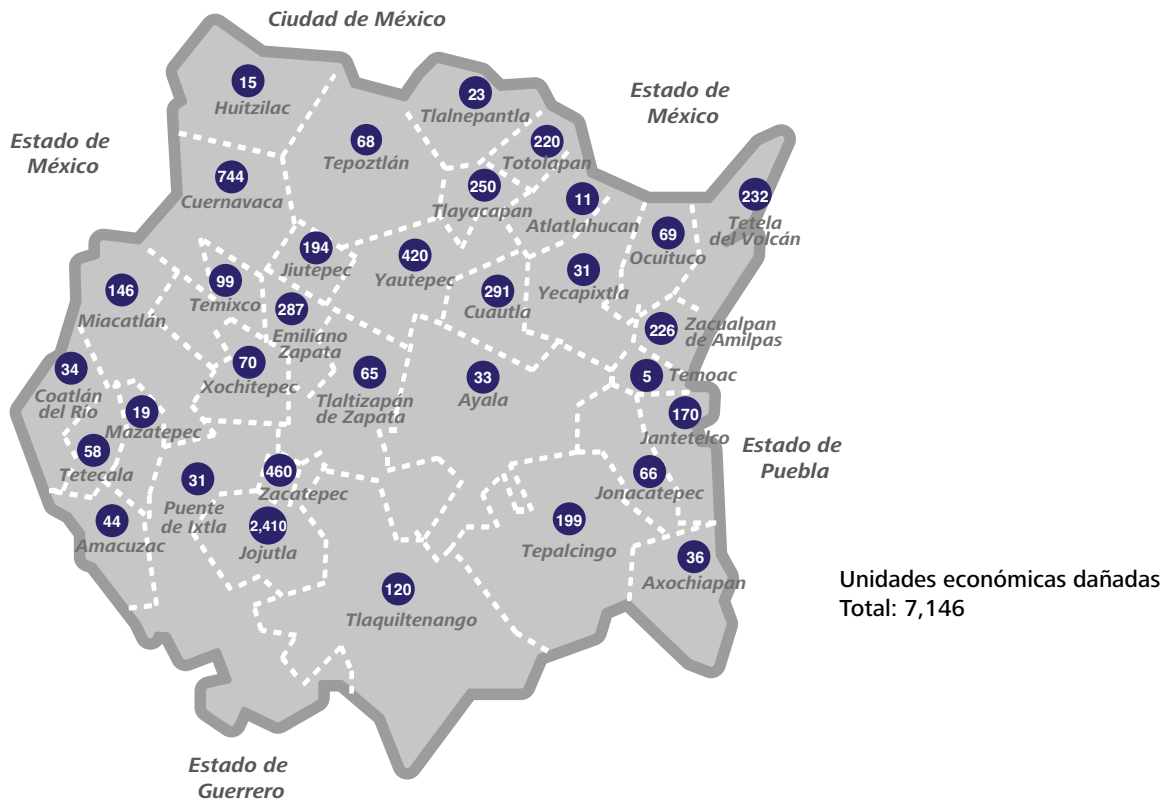 Ciudad de México
Estado de
México
Estado de
México
15
Huitzilac
23
Tlalnepantla
68
Tepoztlán
220
Totolapan
744
Cuernavaca
250
Tlayacapan
11
Atlatlahucan
232
Tetela
del Volcán
69
Ocuituco
194
Jiutepec
420
Yautepec
31
Yecapixtla
99
Temixco
146
Miacatlán
287
Emiliano
Zapata
291
Cuautla
226
Zacualpan
de Amilpas
70
Xochitepec
65
Tlaltizapán
de Zapata
33
Ayala
5
Temoac
34
Coatlán
del Río
19
Mazatepec
170
Jantetelco
Estado de
Puebla
58
Tetecala
31
Puente
de Ixtla
460
Zacatepec
66
Jonacatepec
44
Amacuzac
2,410
Jojutla
199
Tepalcingo
36
Axochiapan
120
Tlaquiltenango
Unidades económicas dañadas
Total: 7,146
Estado de
Guerrero